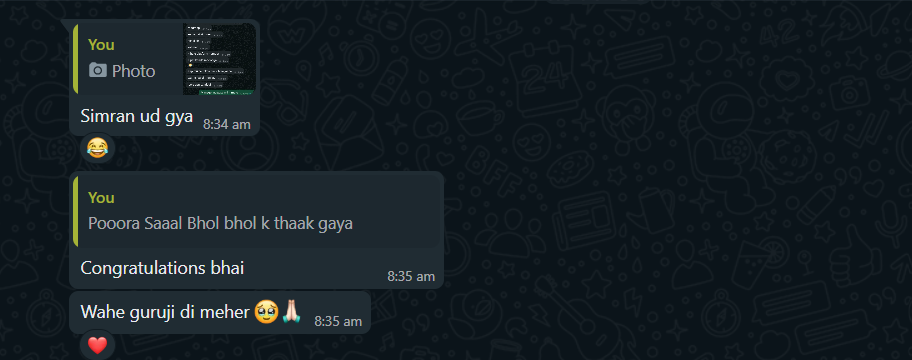 You
Photo
Simran ud gya
8:34 am
😂
You
Pooora Saaal Bhol bhol k thaak gaya
Congratulations bhai
8:35 am
Wahe guruji di meher 🥹🙏🏻
8:35 am
❤️